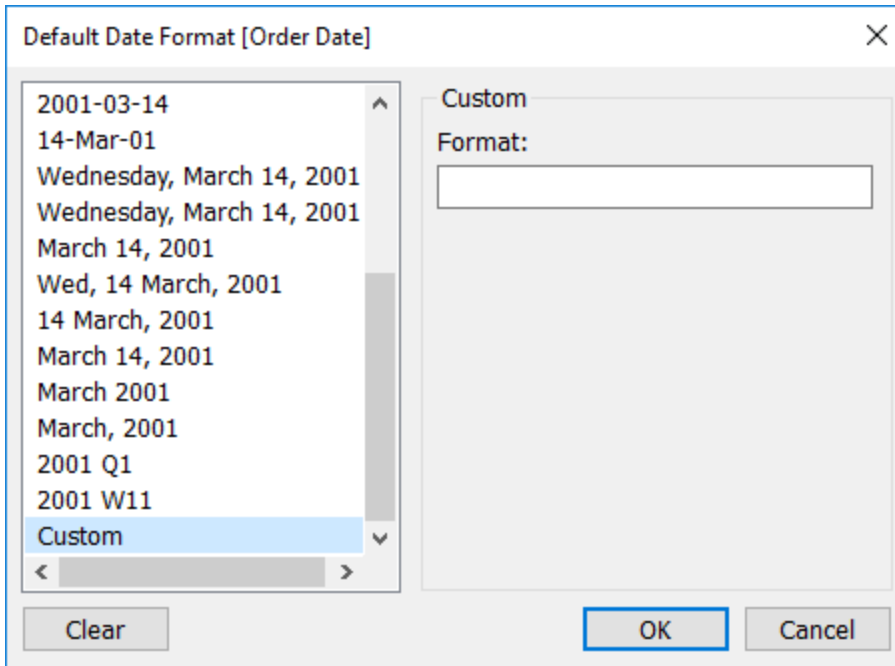 Default Date Format [Order Date]
2001-03-14
14-Mar-01
Wednesday, March 14, 2001
Wednesday, March 14, 2001
March 14, 2001
Wed, 14 March, 2001
14 March, 2001
March 14, 2001
March 2001
March, 2001
2001 Q1
2001 W11
Custom
Custom
Format:
Clear
OK
Cancel